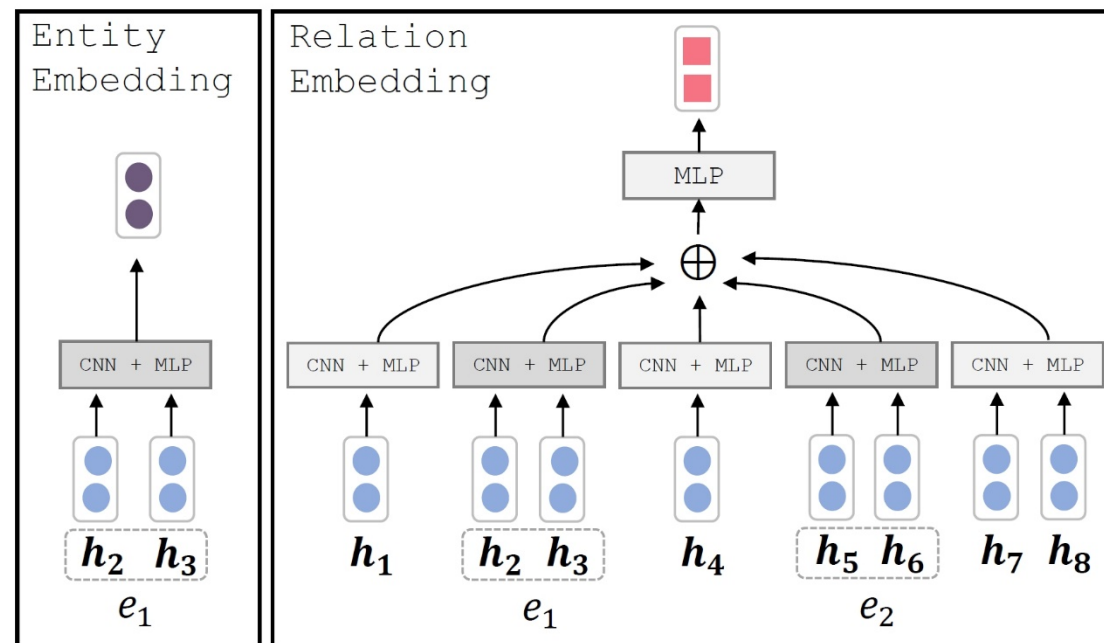 Entity
Embedding
CNN + MLP
h₂ h₃
e₁
Relation
Embedding
MLP
⊕
CNN + MLP CNN + MLP CNN + MLP CNN + MLP CNN + MLP
h₁ h₂ h₃ h₄ h₅ h₆ h₇ h₈
e₁ e₂